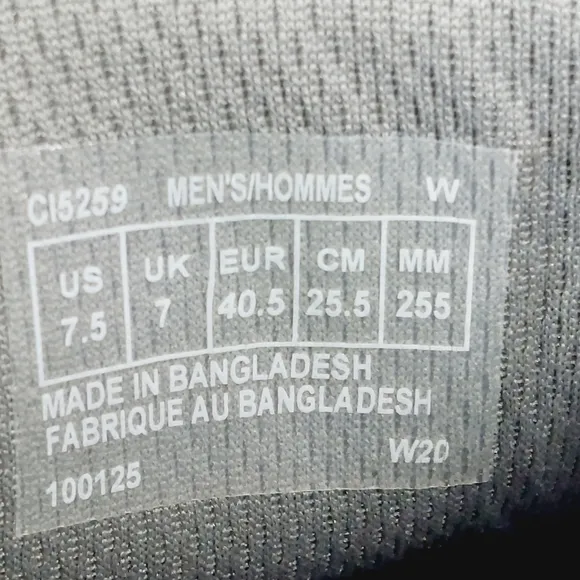 CI5259 MEN'S/HOMMES W
US UK EUR CM MM
7.5 7 40.5 25.5 255
MADE IN BANGLADESH
FABRIQUE AU BANGLADESH
100125 W20